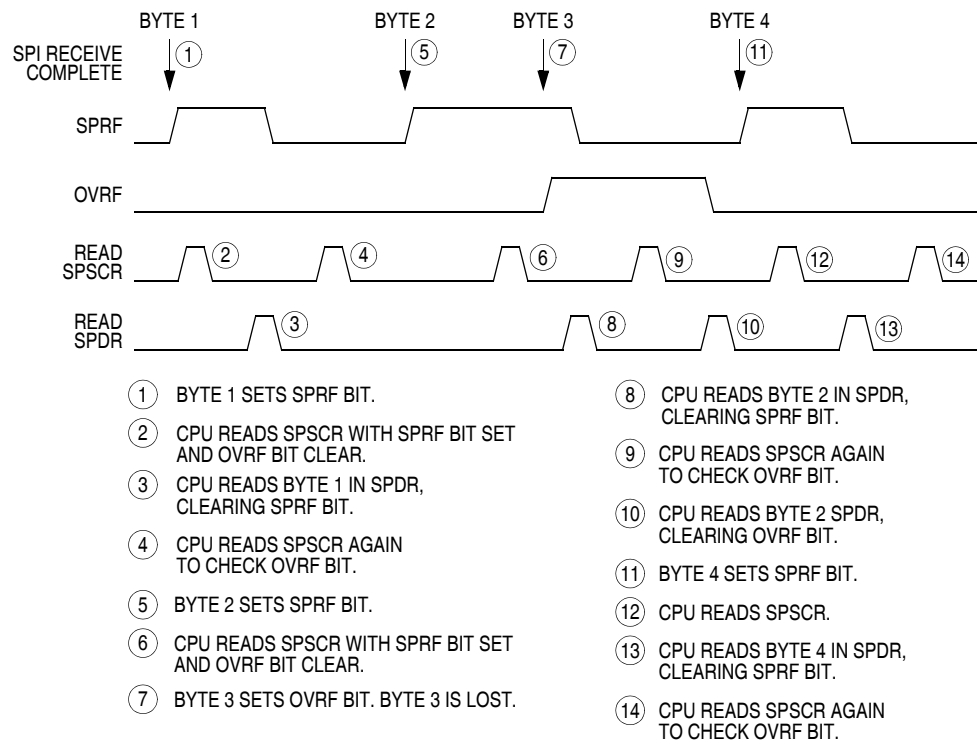 BYTE 1 BYTE 2 BYTE 3 BYTE 4
SPI RECEIVE
COMPLETE
1 5 7 11
SPRF
OVRF
READ
SPSCR
2 4 6 9 12 14
READ
SPDR
3 8 10 13
1 BYTE 1 SETS SPRF BIT.
2 CPU READS SPSCR WITH SPRF BIT SET
AND OVRF BIT CLEAR.
3 CPU READS BYTE 1 IN SPDR,
CLEARING SPRF BIT.
4 CPU READS SPSCR AGAIN
TO CHECK OVRF BIT.
5 BYTE 2 SETS SPRF BIT.
6 CPU READS SPSCR WITH SPRF BIT SET
AND OVRF BIT CLEAR.
7 BYTE 3 SETS OVRF BIT. BYTE 3 IS LOST.
8 CPU READS BYTE 2 IN SPDR,
CLEARING SPRF BIT.
9 CPU READS SPSCR AGAIN
TO CHECK OVRF BIT.
10 CPU READS BYTE 2 SPDR,
CLEARING OVRF BIT.
11 BYTE 4 SETS SPRF BIT.
12 CPU READS SPSCR.
13 CPU READS BYTE 4 IN SPDR,
CLEARING SPRF BIT.
14 CPU READS SPSCR AGAIN
TO CHECK OVRF BIT.